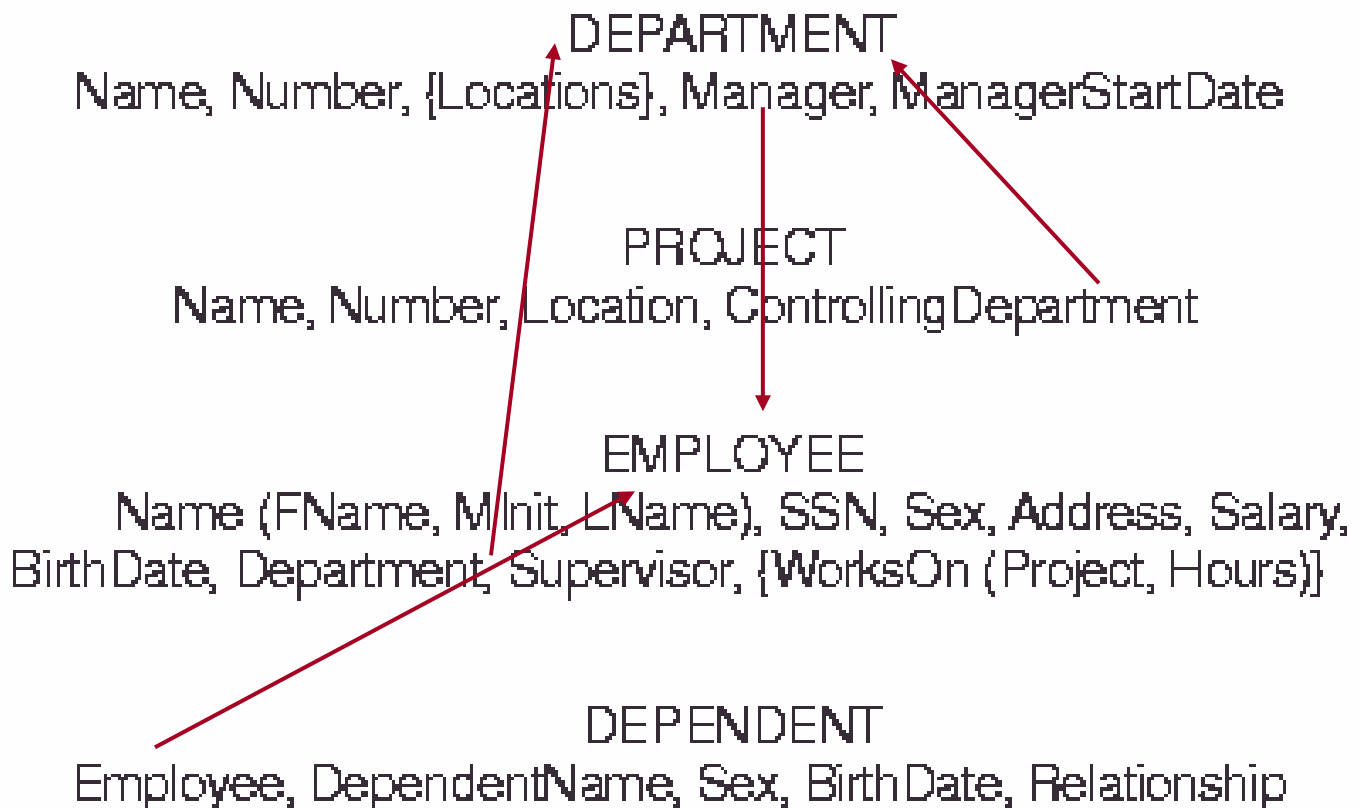 DEPARTMENT
Name, Number, {Locations}, Manager, ManagerStartDate
PROJECT
Name, Number, Location, ControllingDepartment
EMPLOYEE
Name (FName, MInit, LName), SSN, Sex, Address, Salary,
BirthDate, Department, Supervisor, {WorksOn (Project, Hours)}
DEPENDENT
Employee, DependentName, Sex, BirthDate, Relationship